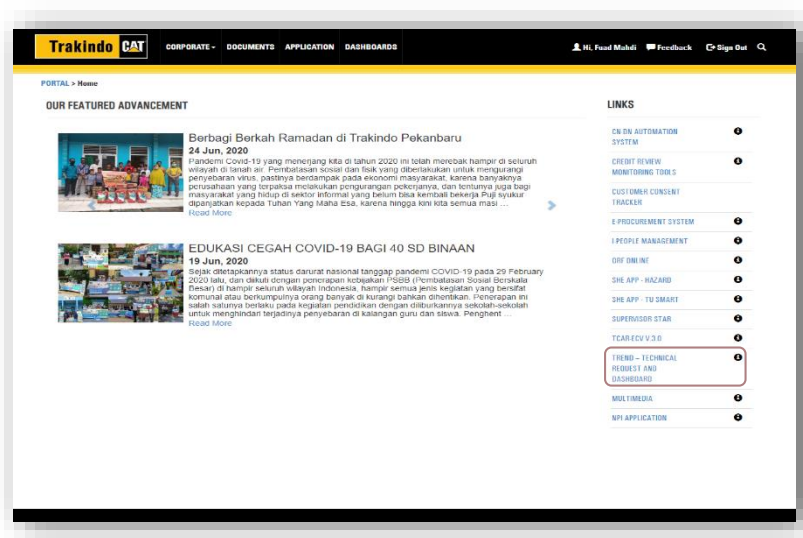 Trakindo CAT
CORPORATE
DOCUMENTS
APPLICATION
DASHBOARDS
Hi, Fuad Mahdi
Feedback
Sign Out
PORTAL > Home
OUR FEATURED ADVANCEMENT
Berbagi Berkah Ramadan di Trakindo Pekanbaru
24 Jun, 2020
Pandemi Covid-19 yang menerjang kita di tahun 2020 ini telah merebak hampir di seluruh
wilayah di tanah air. Pembatasan sosial dan fisik yang diberlakukan untuk mengurangi
penyebaran virus, pastinya berdampak pada ekonomi masyarakat, karena banyaknya
perusahaan yang terpaksa melakukan pengurangan pekerjanya, dan tentunya juga bagi
masyarakat yang hidup di sektor informal yang belum bisa kembali bekerja Puji syukur
dipanjatkan kepada Tuhan Yang Maha Esa, karena hingga kini kita semua masi ...
Read More
EDUKASI CEGAH COVID-19 BAGI 40 SD BINAAN
19 Jun, 2020
Sejak ditetapkannya status darurat nasional tanggap pandemi COVID-19 pada 29 February
2020 lalu, dan diikuti dengan penerapan kebijakan PSBB (Pembatasan Sosial Berskala
Besar) di hampir seluruh wilayah Indonesia, hampir semua jenis kegiatan yang bersifat
komunal atau berkumpulnya orang banyak di kurangi bahkan dihentikan. Penerapan ini
salah satunya berlaku pada kegiatan pendidikan dengan diliburkannya sekolah-sekolah
untuk menghindari terjadinya penyebaran di kalangan guru dan siswa. Penghent ...
Read More
LINKS
CN-DN AUTOMATION
SYSTEM
CREDIT REVIEW
MONITORING TOOLS
CUSTOMER CONSENT
TRACKER
E-PROCUREMENT SYSTEM
I-PEOPLE MANAGEMENT
ORF ONLINE
SHE APP - HAZARD
SHE APP - TU SMART
SUPERVISOR STAR
TCAR-ECV V.3.0
TREND – TECHNICAL
REQUEST AND
DASHBOARD
MULTIMEDIA
NPI APPLICATION